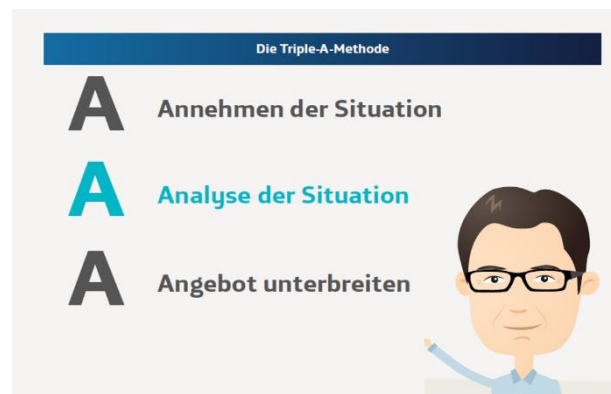 Die Triple-A-Methode
A Annehmen der Situation
A Analyse der Situation
A Angebot unterbreiten